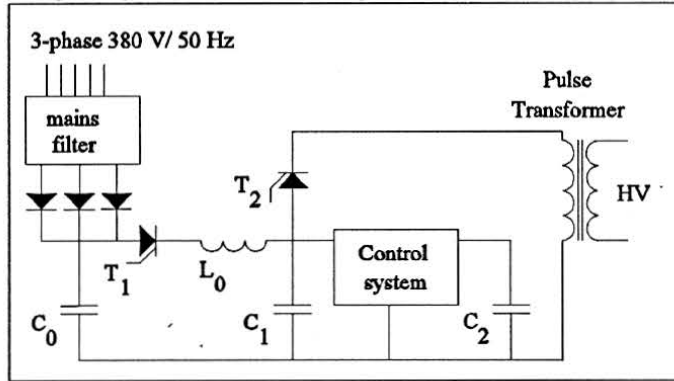 3-phase 380 V/ 50 Hz
mains
filter
Pulse
Transformer
T2
HV
T1
L0
Control
system
C0
C1
C2